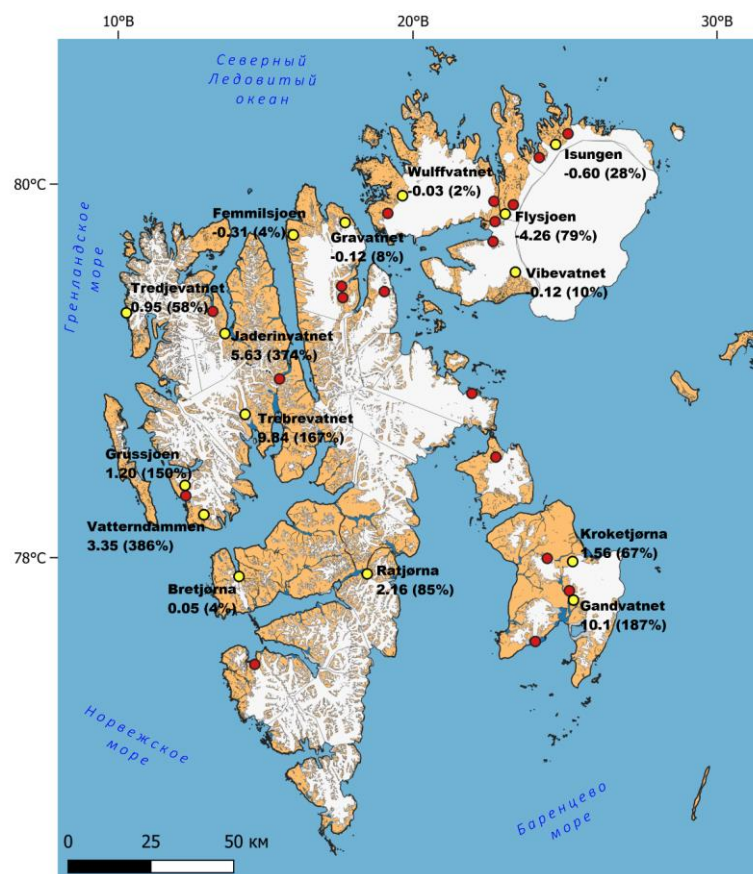 10°В
20°В
30°В
Северный
Ледовитый
океан
80°С
Isungen
-0.60 (28%)
Wulffvatnet
-0.03 (2%)
Femmilsjoen
-0.31 (4%)
Flysjoen
-4.26 (79%)
Gravatnet
-0.12 (8%)
Гренландское
море
Tredjevatnet
0.95 (58%)
Vibevatnet
-0.12 (10%)
Jaderinvatnet
5.63 (374%)
Trebrevatnet
9.84 (167%)
Grussjoen
1.20 (150%)
Vatterndammen
3.35 (386%)
78°С
Kroketjørna
1.56 (67%)
Bretjørna
0.05 (4%)
Ratjørna
2.16 (85%)
Gandvatnet
10.1 (187%)
Норвежское
море
Баренцево
море
0 25 50 км